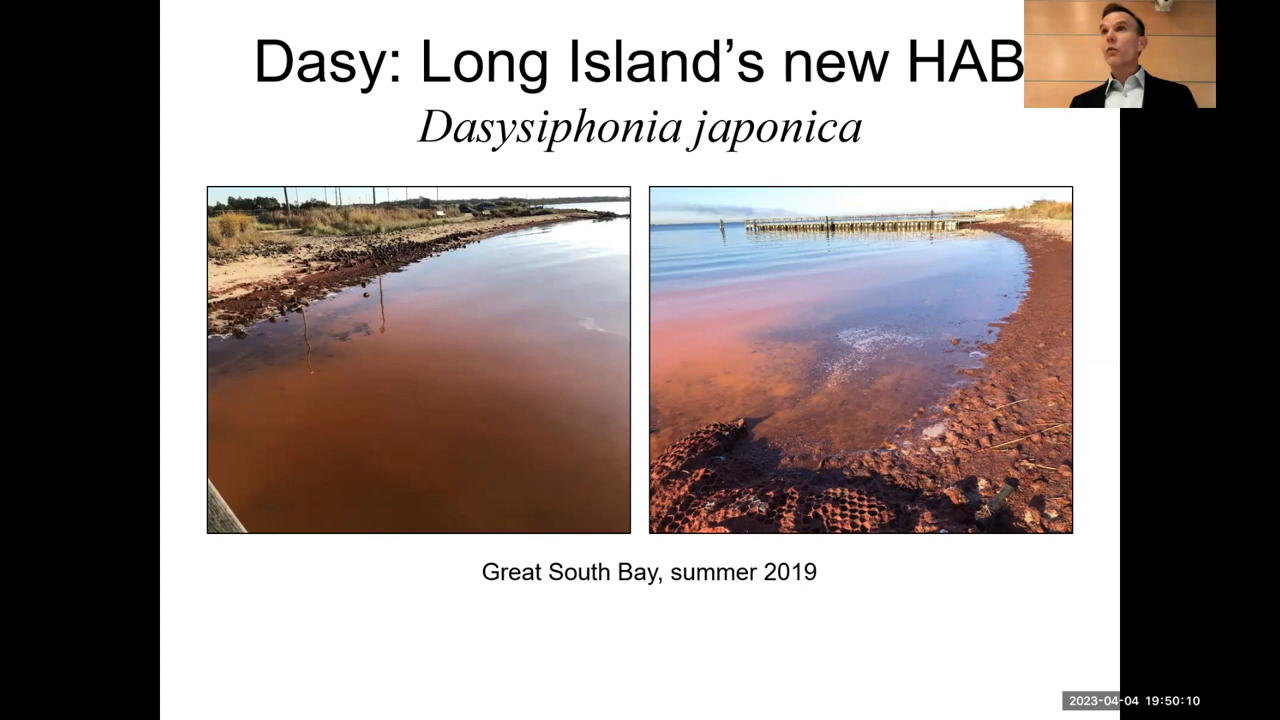 Dasy: Long Island’s new HAB
Dasysiphonia japonica
Great South Bay, summer 2019
2023-04-04 19:50:10